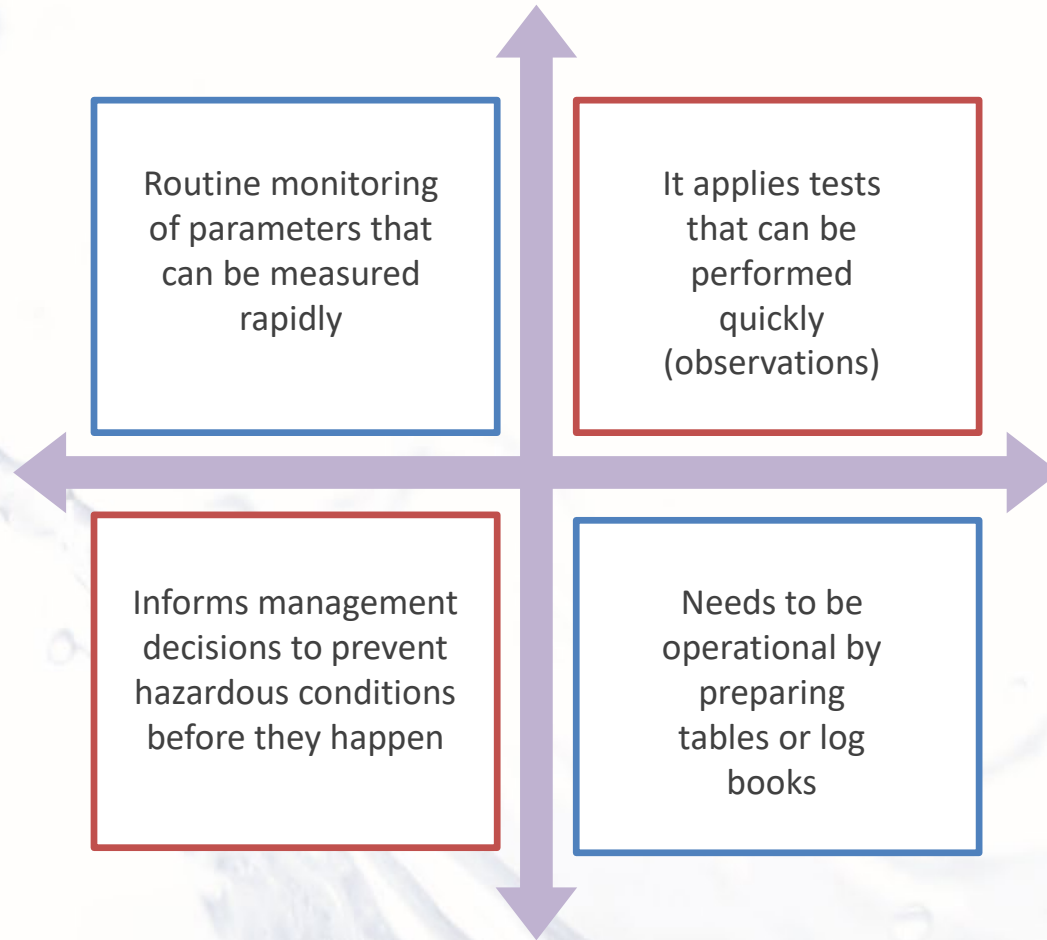 Routine monitoring
of parameters that
can be measured
rapidly
It applies tests
that can be
performed
quickly
(observations)
Informs management
decisions to prevent
hazardous conditions
before they happen
Needs to be
operational by
preparing
tables or log
books